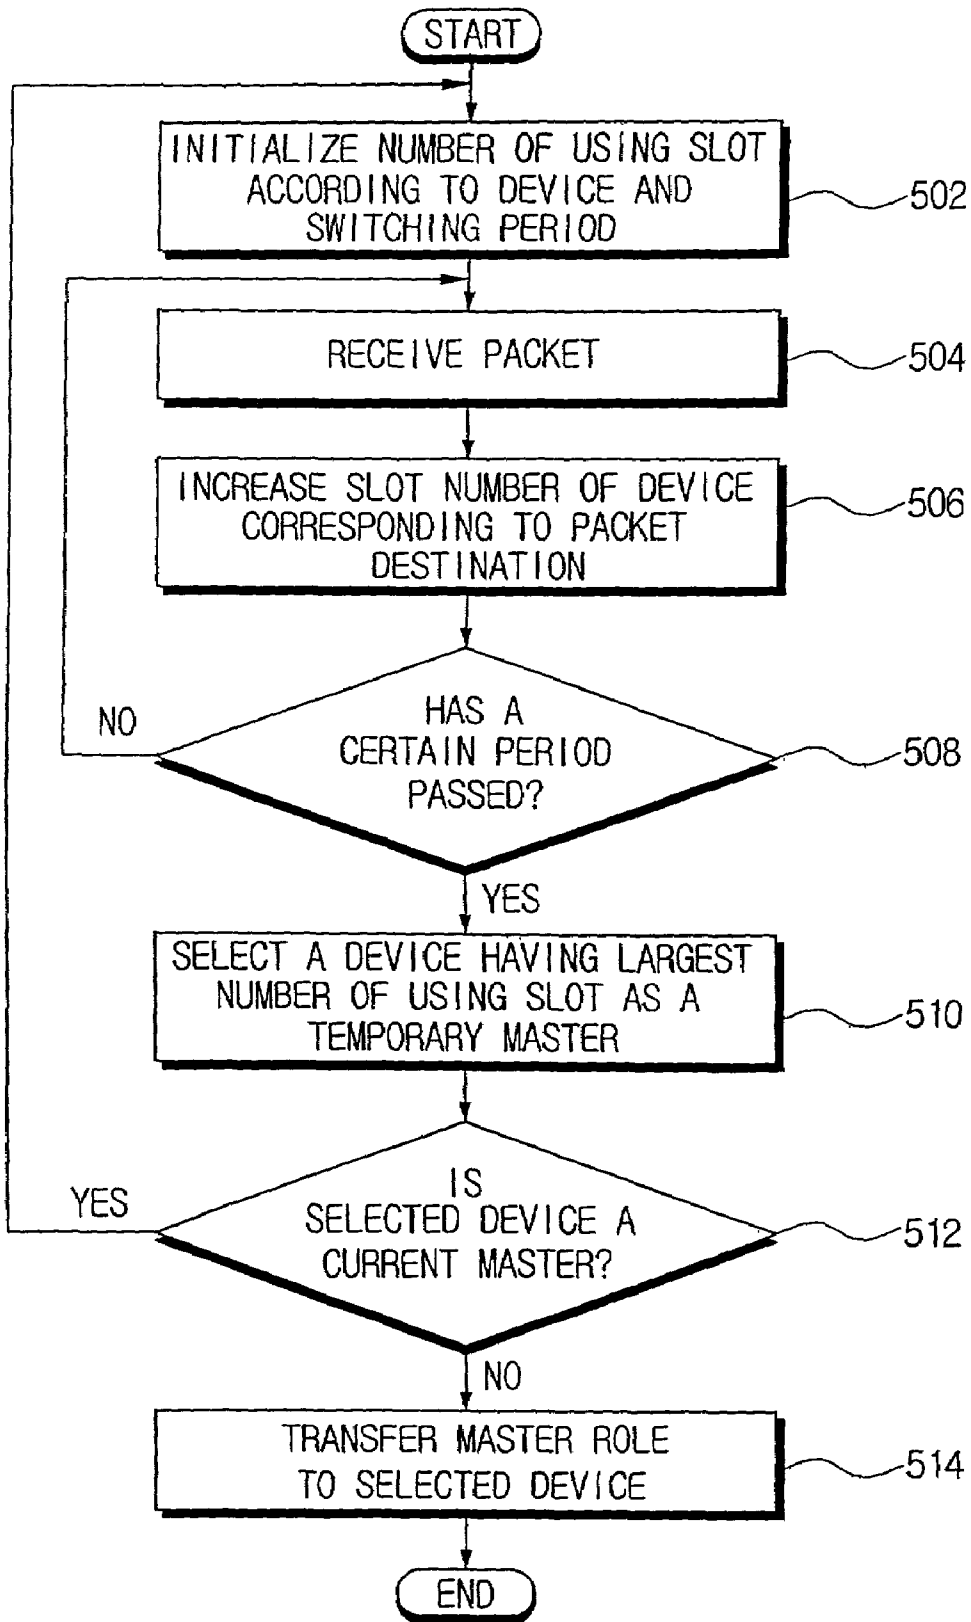 START
INITIALIZE NUMBER OF USING SLOT
ACCORDING TO DEVICE AND
SWITCHING PERIOD
502
RECEIVE PACKET
504
INCREASE SLOT NUMBER OF DEVICE
CORRESPONDING TO PACKET
DESTINATION
506
HAS A
CERTAIN PERIOD
PASSED?
508
NO
YES
SELECT A DEVICE HAVING LARGEST
NUMBER OF USING SLOT AS A
TEMPORARY MASTER
510
IS
SELECTED DEVICE A
CURRENT MASTER?
512
YES
NO
TRANSFER MASTER ROLE
TO SELECTED DEVICE
514
END